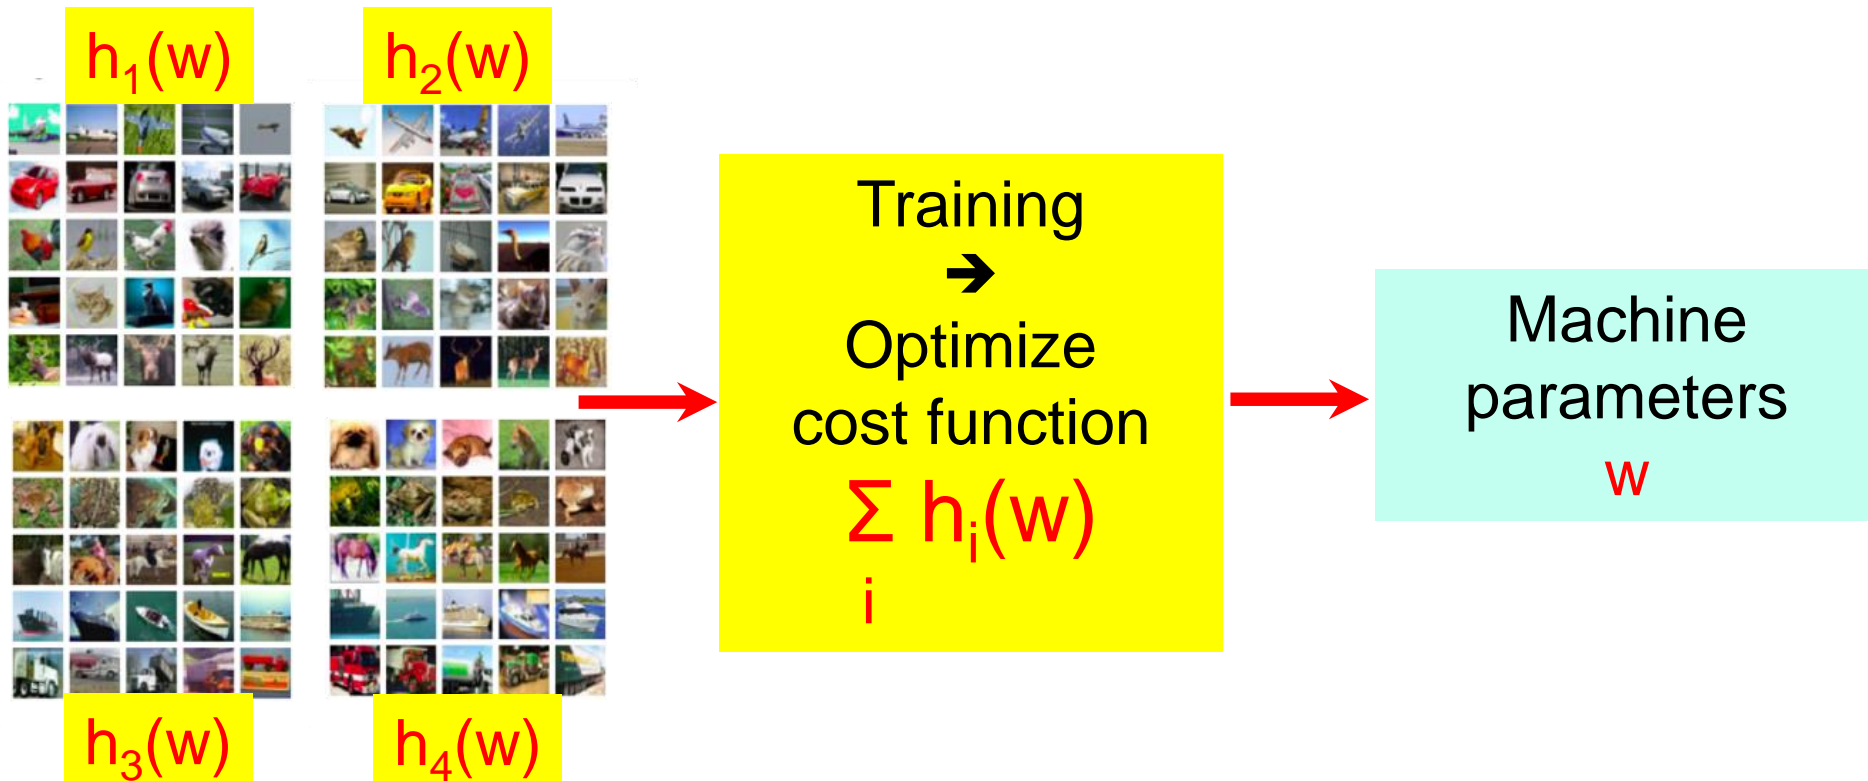 h₁(w)
h₂(w)
h₃(w)
h₄(w)
Training
➔
Optimize
cost function
Σ hᵢ(w)
i
Machine
parameters
w